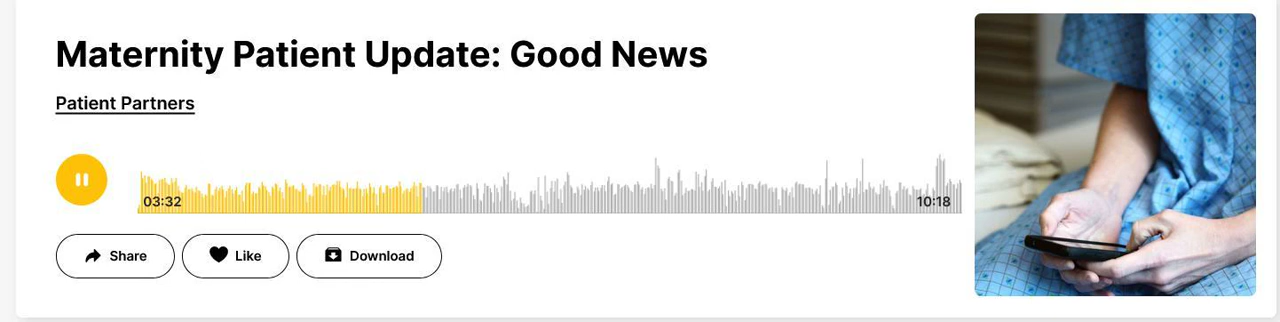 Maternity Patient Update: Good News
Patient Partners
03:32
10:18
Share
Like
Download